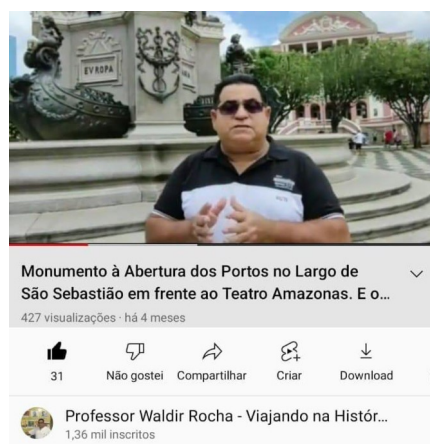 EVROPA
Monumento à Abertura dos Portos no Largo de
São Sebastião em frente ao Teatro Amazonas. E o...
427 visualizações · há 4 meses
31
Não gostei
Compartilhar
Criar
Download
Professor Waldir Rocha - Viajando na Histór...
1,36 mil inscritos